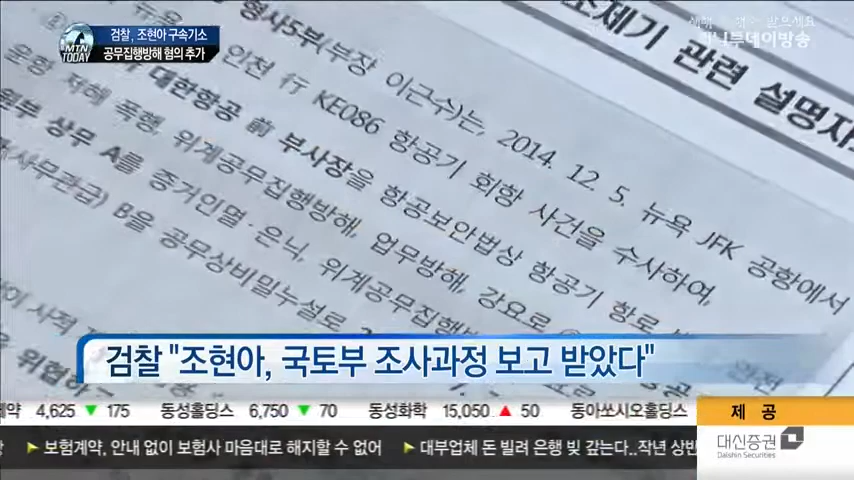 검찰, 조현아 구속기소
공무집행방해 혐의 추가
MTN
TODAY
머니투데이방송
소제기 관련 설명자
형사5부(부장 이근수)는, 2014. 12. 5. 뉴욕 JFK 공항에서
인천 行 KE086 항공기 회항 사건을 수사하여,
대한항공 前 부사장을 항공보안법상 항공기 항로
폭행, 위계공무집행방해, 업무방해, 강요로
상무 A를 증거인멸·은닉, 위계공무집행
B을 공무상비밀누설로
검찰 "조현아, 국토부 조사과정 보고 받았다"
4,625 ▼ 175 동성홀딩스 6,750 ▼ 70 동성화학 15,050 ▲ 50 동아쏘시오홀딩스
제 공
▶ 보험계약, 안내 없이 보험사 마음대로 해지할 수 없어 ▶ 대부업체 돈 빌려 은행 빚 갚는다..작년 상반
대신증권
Daishin Securities